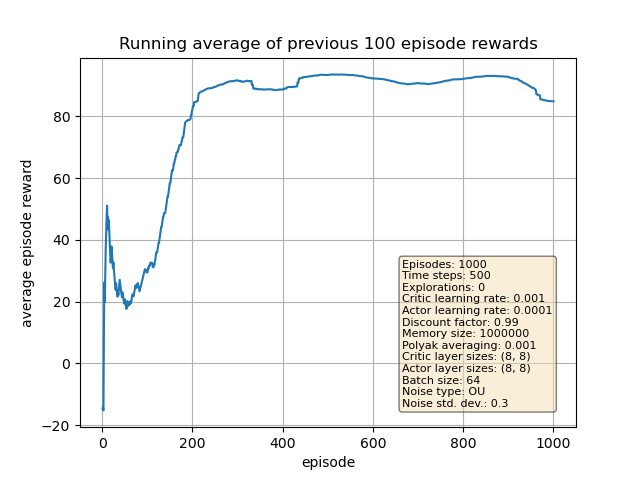 Running average of previous 100 episode rewards
average episode reward
80
60
40
20
0
−20
Episodes: 1000
Time steps: 500
Explorations: 0
Critic learning rate: 0.001
Actor learning rate: 0.0001
Discount factor: 0.99
Memory size: 1000000
Polyak averaging: 0.001
Critic layer sizes: (8, 8)
Actor layer sizes: (8, 8)
Batch size: 64
Noise type: OU
Noise std. dev.: 0.3
0 200 400 600 800 1000
episode